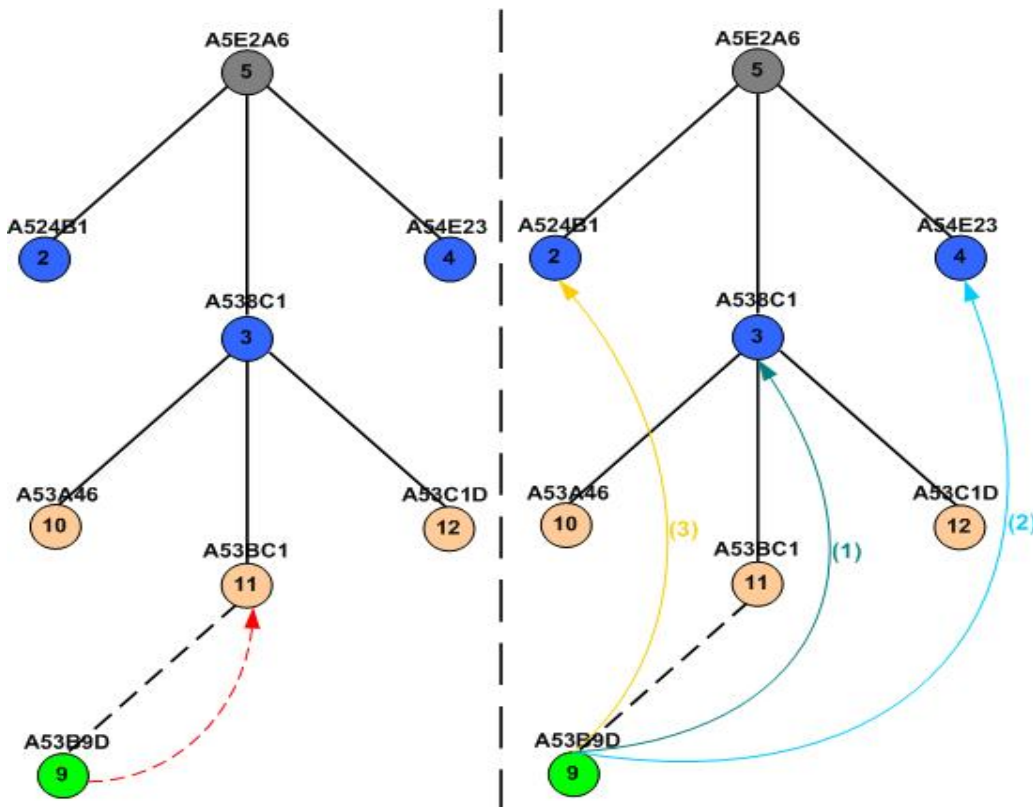 A5E2A6
5
A524B1
2
A54E23
4
A538C1
3
A53A46
10
A53C1D
12
A53BC1
11
A53B9D
9
A5E2A6
5
A524B1
2
A54E23
4
A538C1
3
A53A46
10
A53C1D
12
(3)
(1)
(2)
A53BC1
11
A53B9D
9